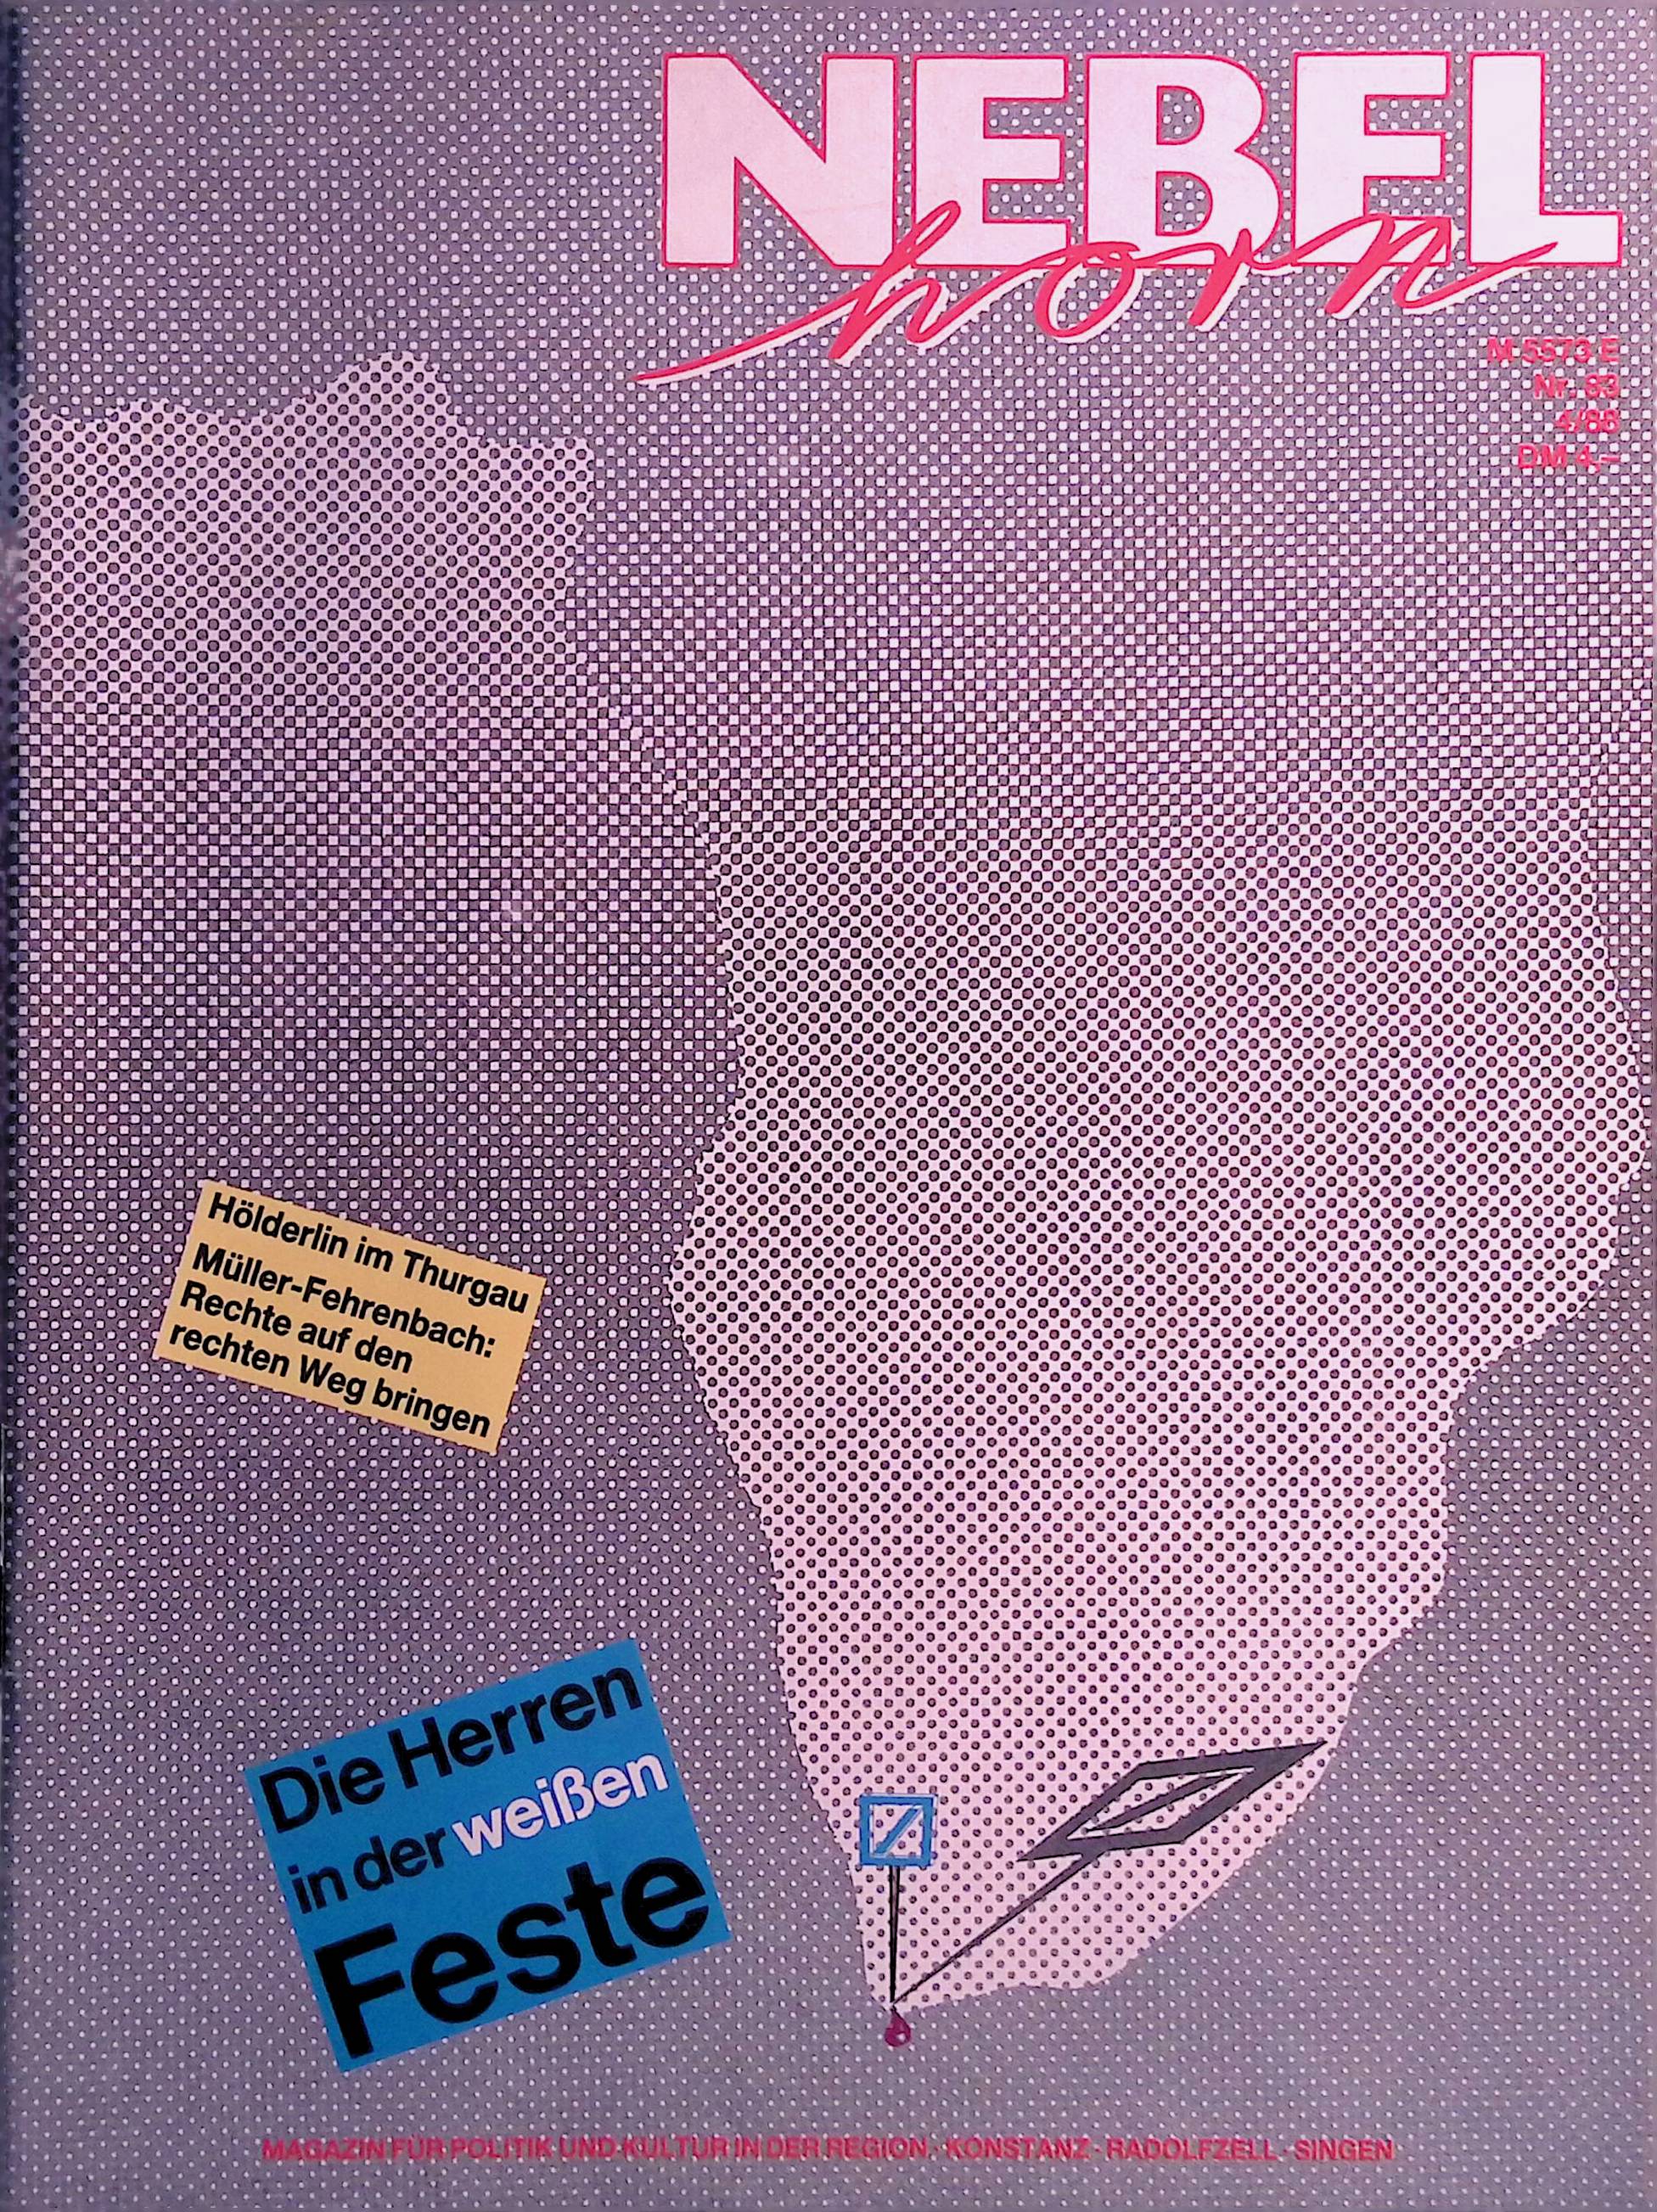 NEBEL
horn
M 5573 E
Nr. 83
4/88
DM 4,–
Hölderlin im Thurgau
Müller-Fehrenbach:
Rechte auf den
rechten Weg bringen
Die Herren
in der weißen
Feste
MAGAZIN FÜR POLITIK UND KULTUR IN DER REGION · KONSTANZ · RADOLFZELL · SINGEN